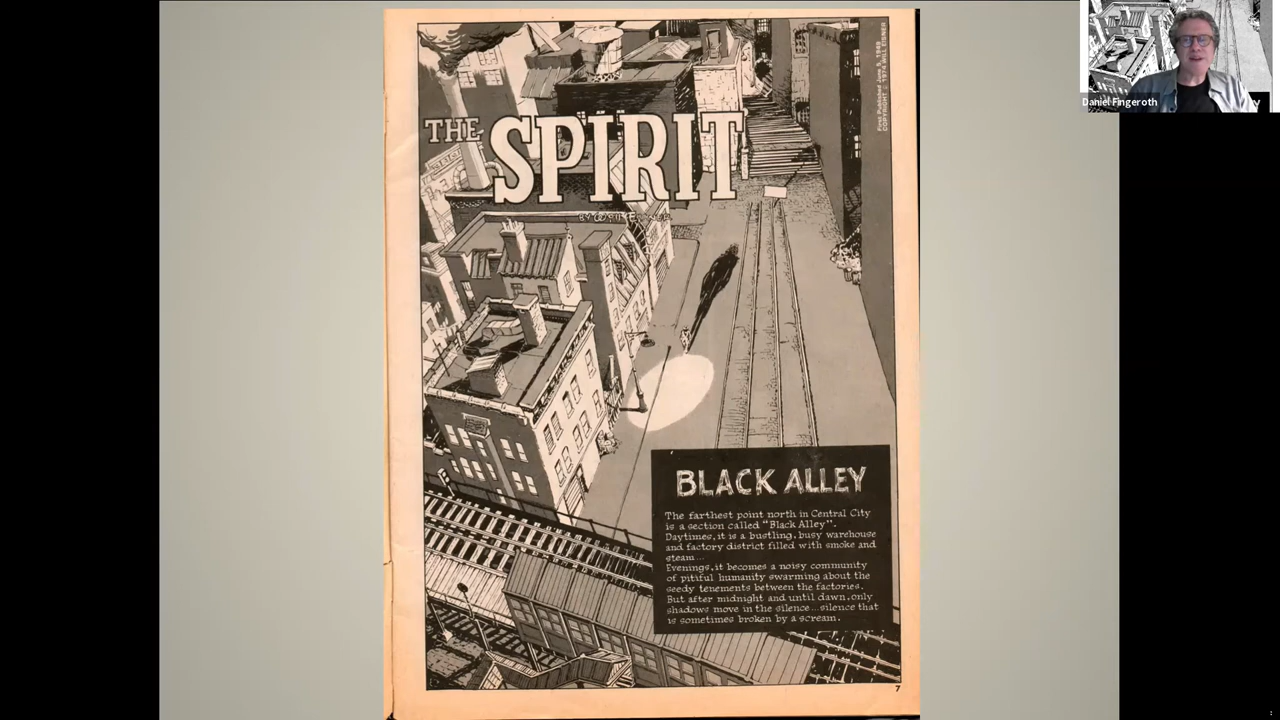 THE SPIRIT
BY WILL EISNER
First Published June 5, 1949
COPYRIGHT © 1974 WILL EISNER
BLACK ALLEY
The farthest point north in Central City
is a section called "Black Alley".
Daytimes, it is a bustling, busy warehouse
and factory district filled with smoke and
steam...
Evenings, it becomes a noisy community
of pitiful humanity swarming about the
seedy tenements between the factories.
But after midnight and until dawn, only
shadows move in the silence...silence that
is sometimes broken by a scream.
7
Daniel Fingeroth